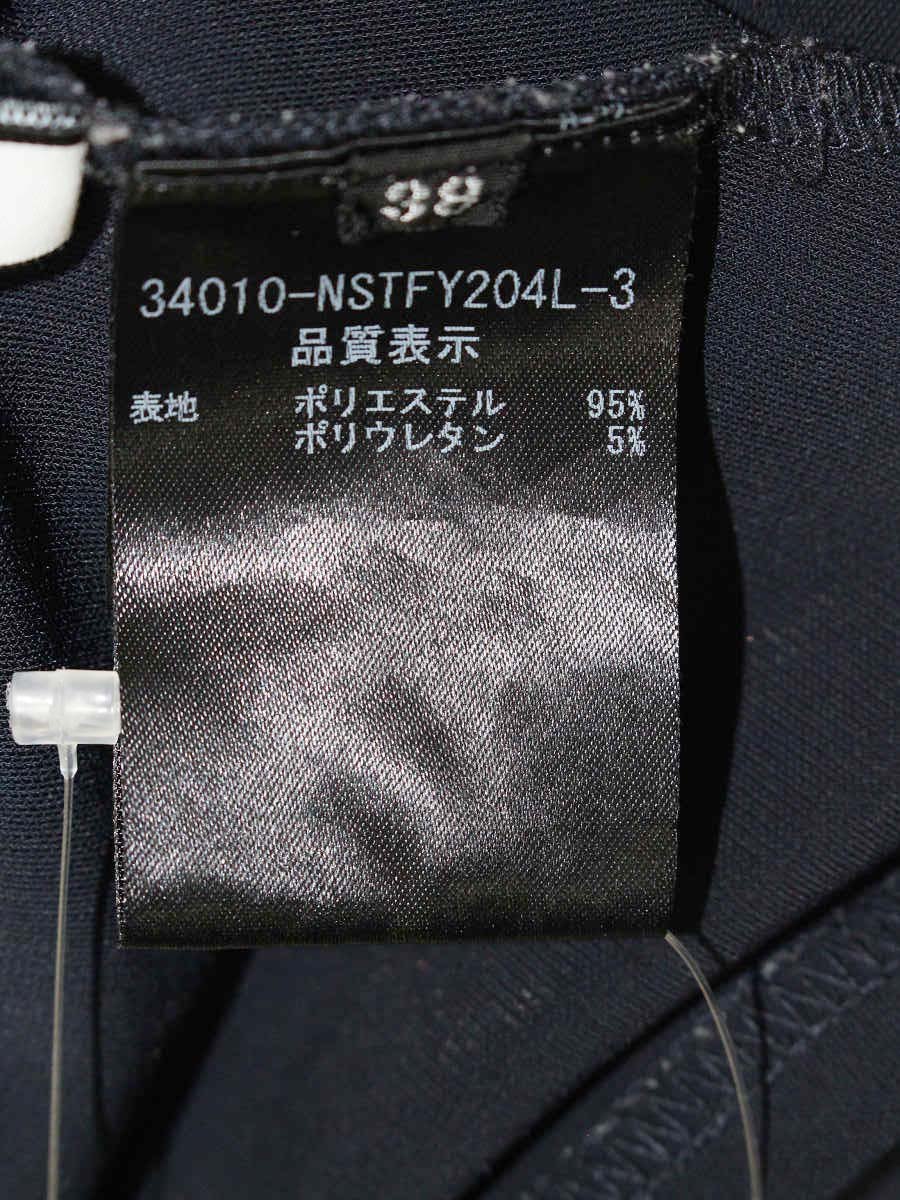 38
34010-NSTFY204L-3
品質表示
表地 ポリエステル 95%
ポリウレタン 5%